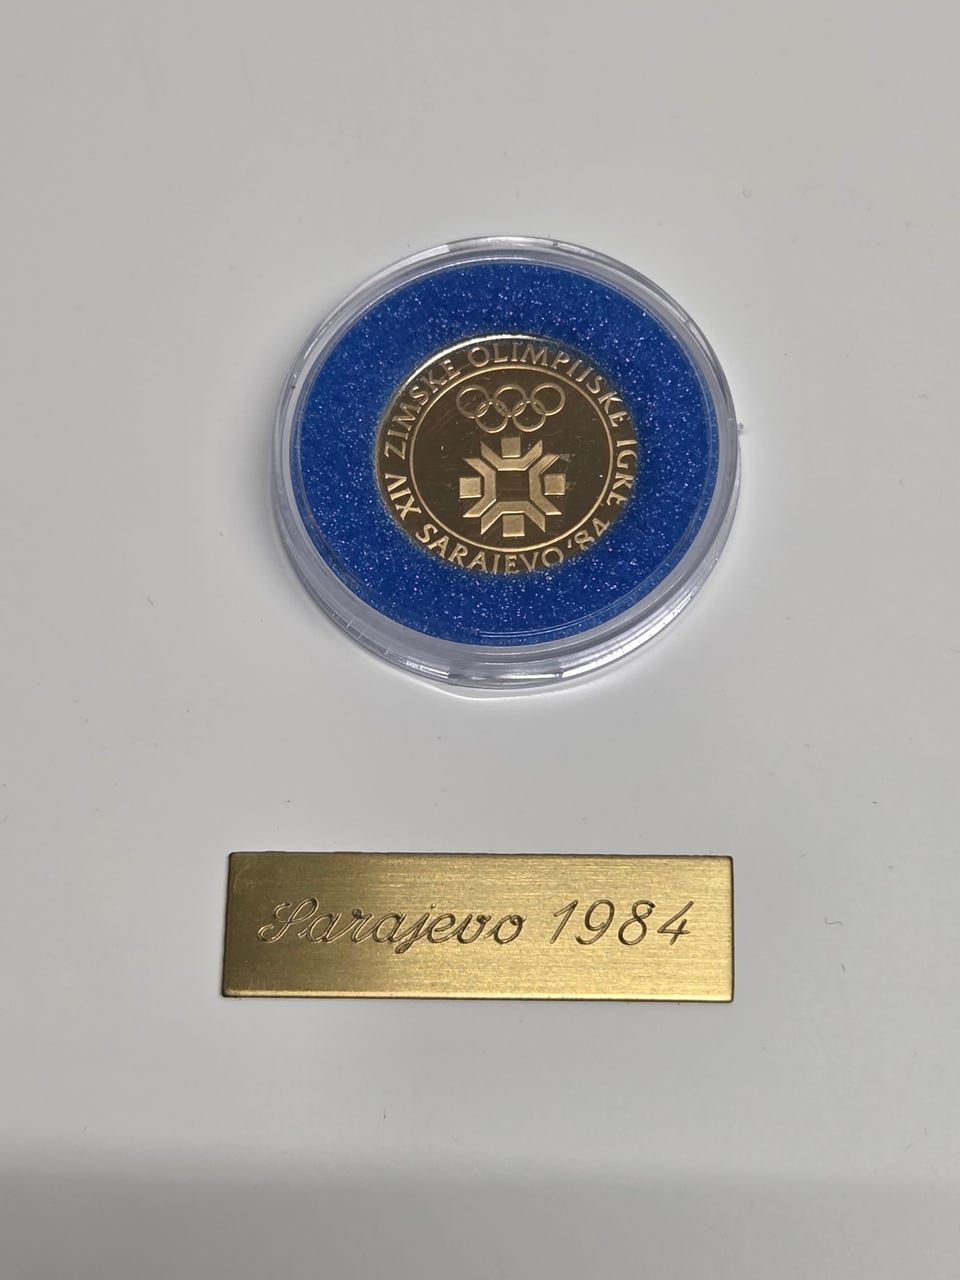 XIV ZIMSKE OLIMPIJSKE IGRE
SARAJEVO '84
Sarajevo 1984